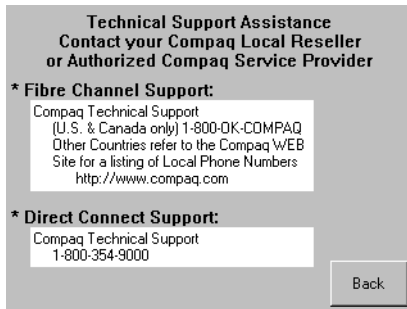 Technical Support Assistance
Contact your Compaq Local Reseller
or Authorized Compaq Service Provider
* Fibre Channel Support:
Compaq Technical Support
(U.S. & Canada only) 1-800-OK-COMPAQ
Other Countries refer to the Compaq WEB
Site for a listing of Local Phone Numbers
http://www.compaq.com
* Direct Connect Support:
Compaq Technical Support
1-800-354-9000
Back